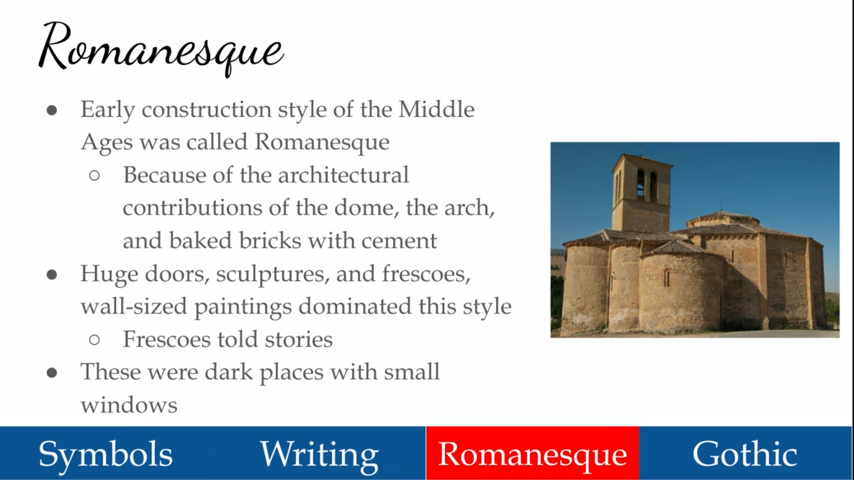 Romanesque
● Early construction style of the Middle
Ages was called Romanesque
○ Because of the architectural
contributions of the dome, the arch,
and baked bricks with cement
● Huge doors, sculptures, and frescoes,
wall-sized paintings dominated this style
○ Frescoes told stories
● These were dark places with small
windows
Symbols Writing Romanesque Gothic